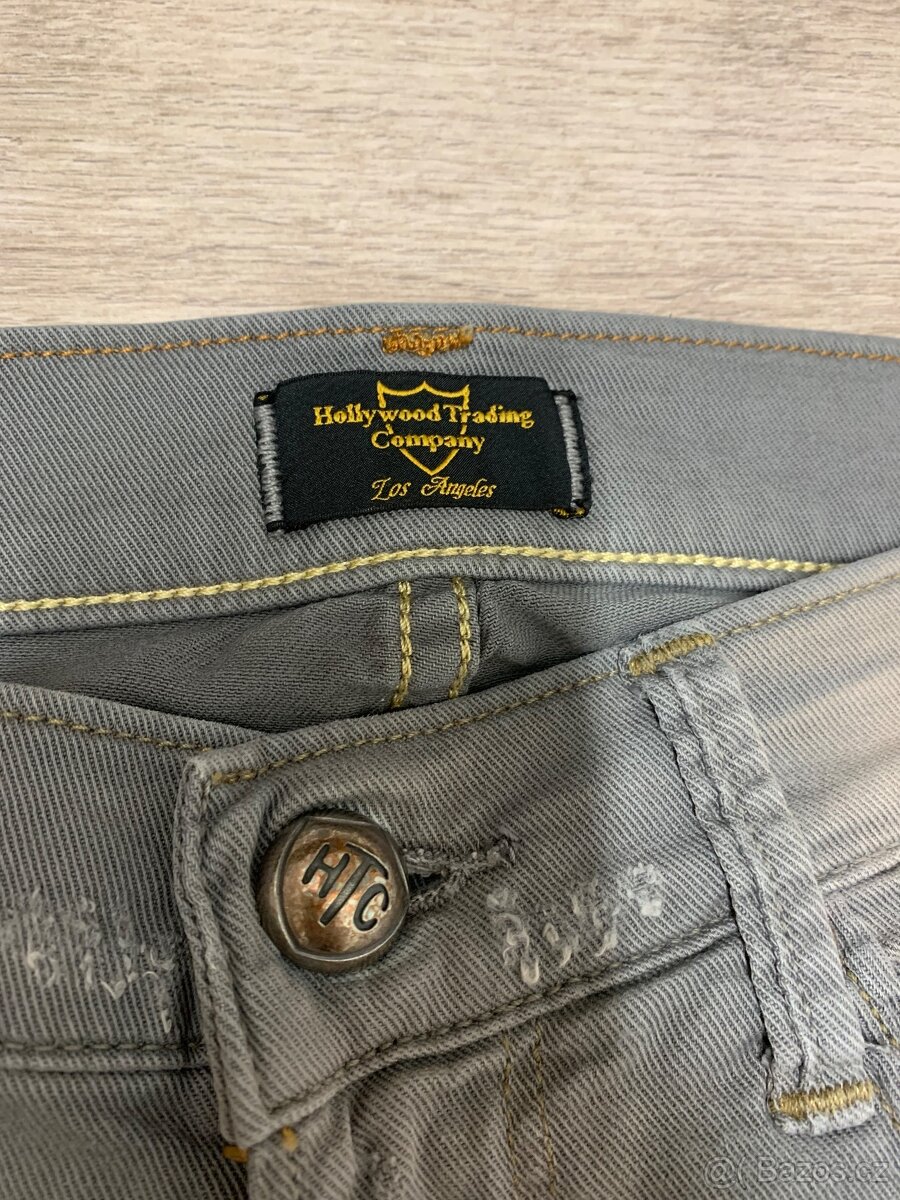 Hollywood Trading
Company
Los Angeles
HTC
@ Bazos.cz